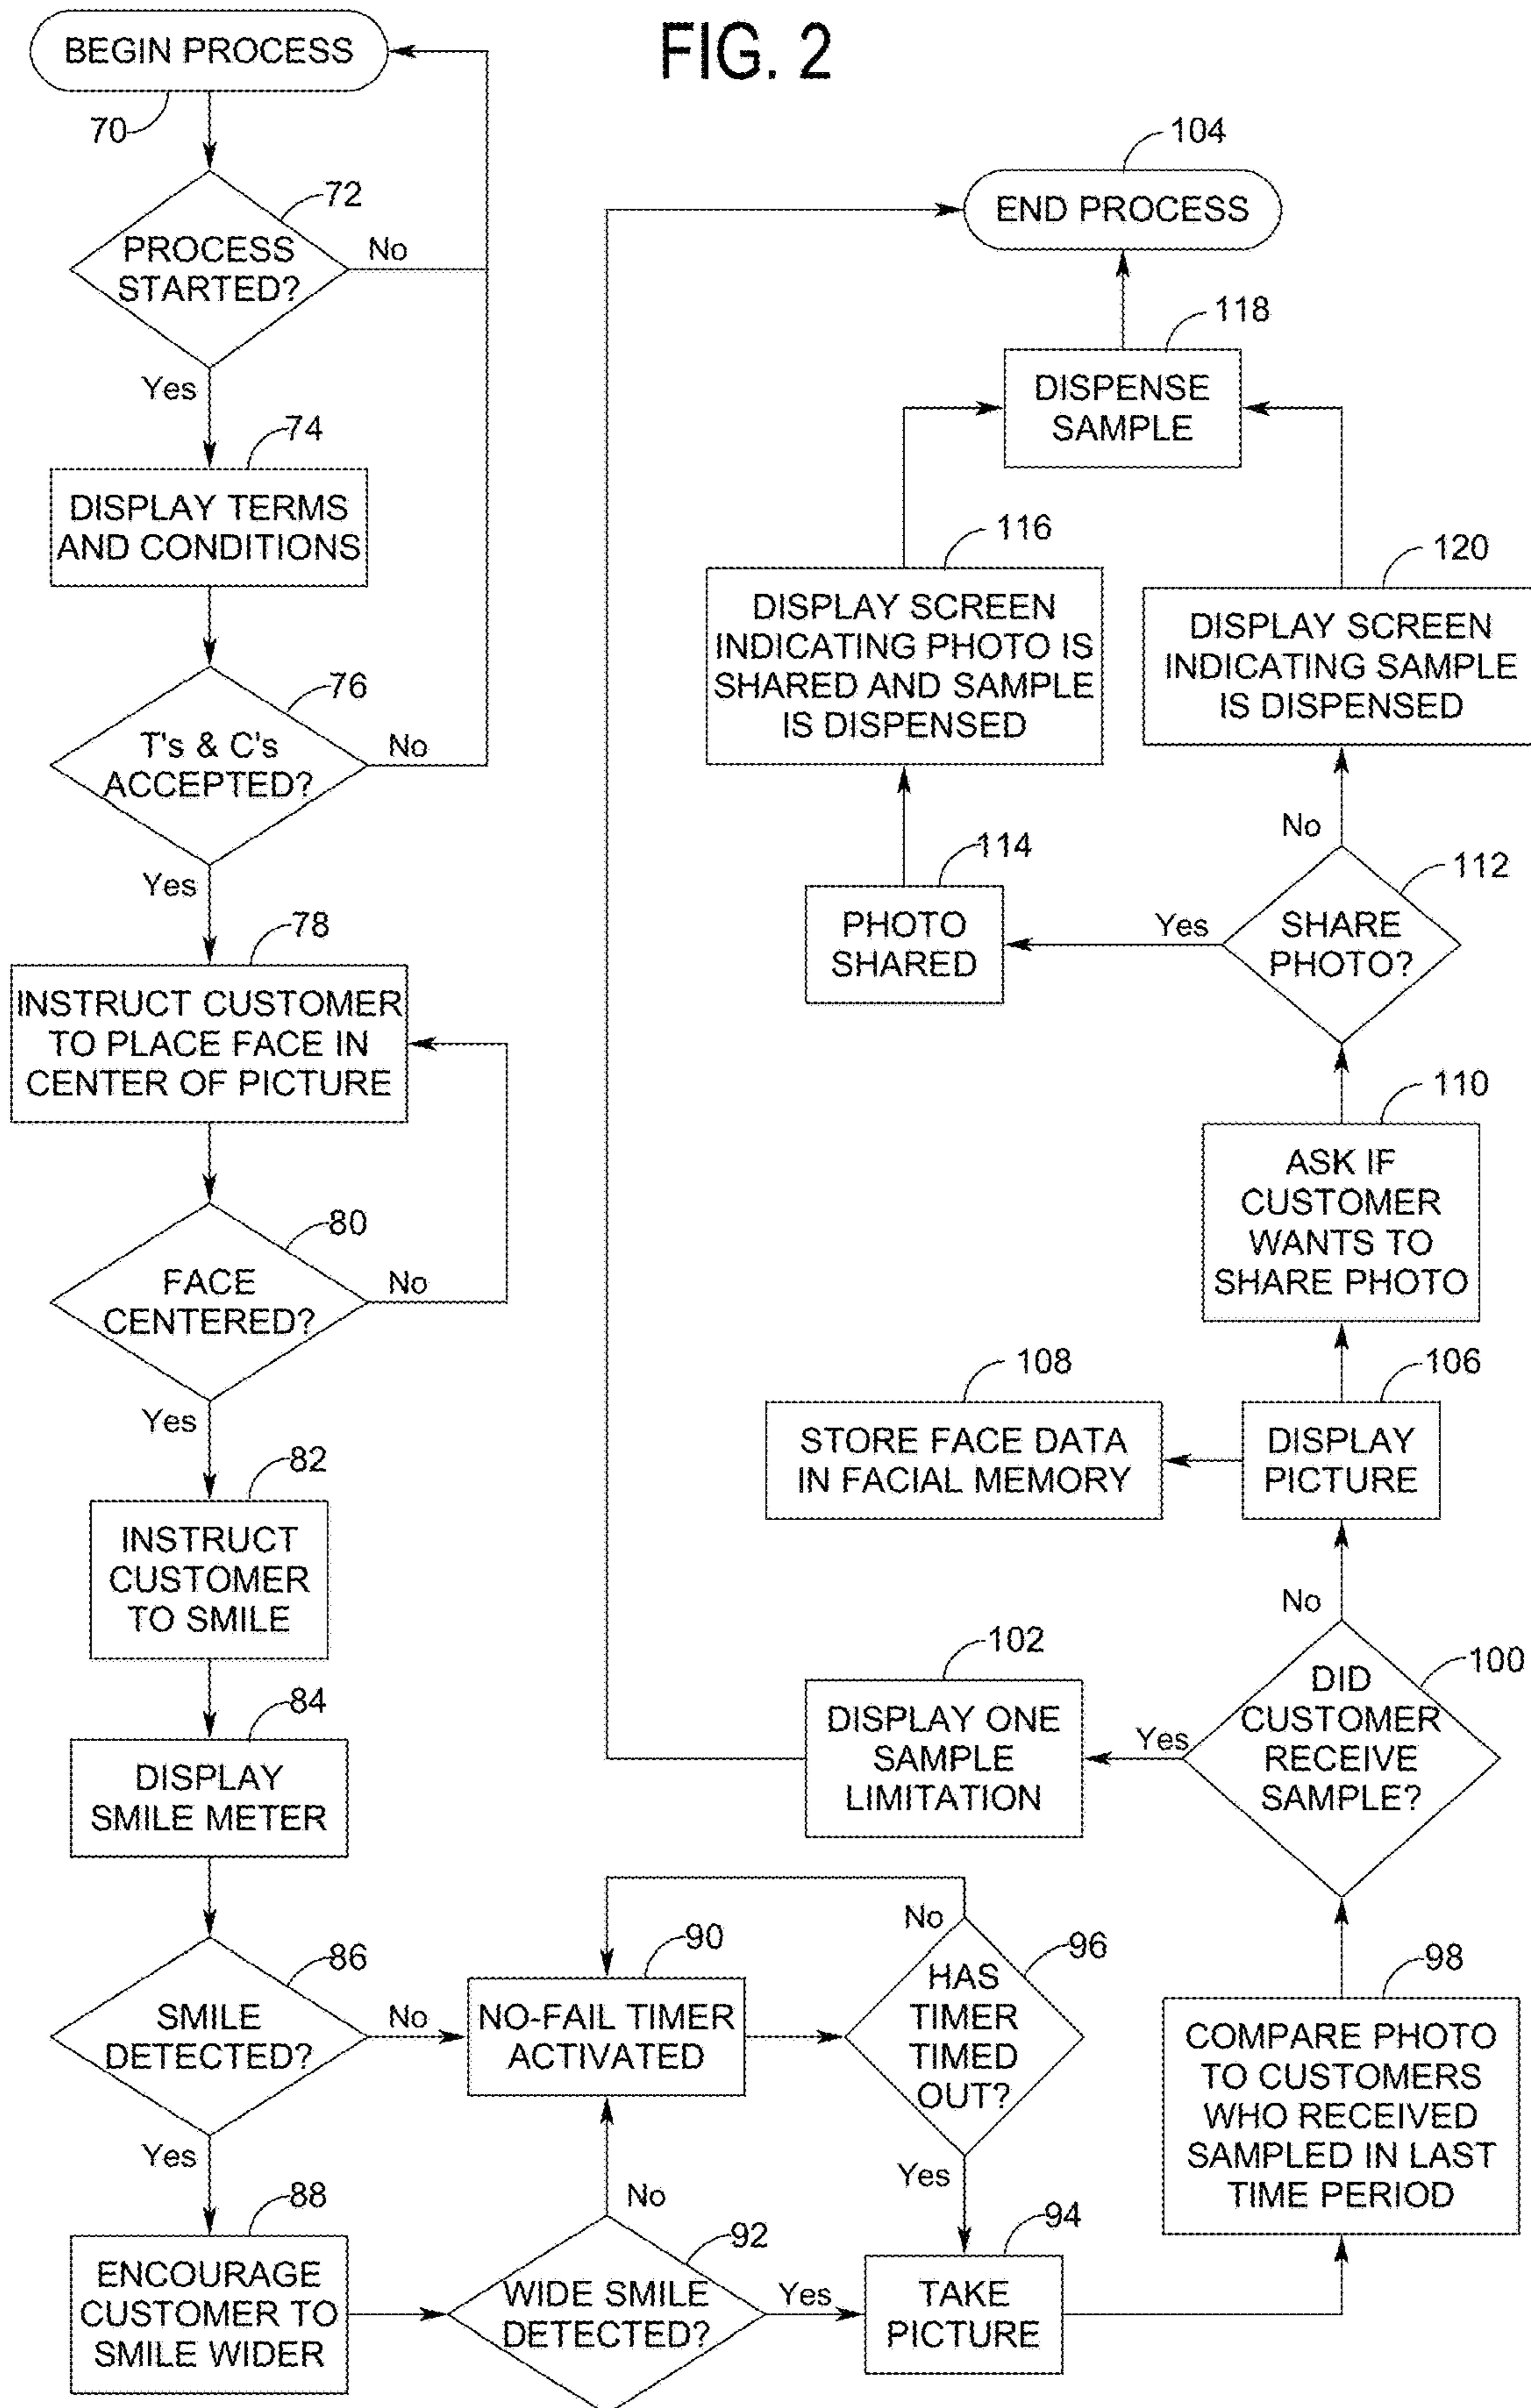 FIG. 2
BEGIN PROCESS
70
72
PROCESS
STARTED?
No
Yes
74
DISPLAY TERMS
AND CONDITIONS
76
T's & C's
ACCEPTED?
No
Yes
78
INSTRUCT CUSTOMER
TO PLACE FACE IN
CENTER OF PICTURE
80
FACE
CENTERED?
No
Yes
82
INSTRUCT
CUSTOMER
TO SMILE
84
DISPLAY
SMILE METER
86
SMILE
DETECTED?
No
Yes
88
ENCOURAGE
CUSTOMER TO
SMILE WIDER
90
NO-FAIL TIMER
ACTIVATED
No
92
WIDE SMILE
DETECTED?
Yes
No
96
HAS
TIMER
TIMED
OUT?
Yes
94
TAKE
PICTURE
98
COMPARE PHOTO
TO CUSTOMERS
WHO RECEIVED
SAMPLED IN LAST
TIME PERIOD
100
DID
CUSTOMER
RECEIVE
SAMPLE?
Yes
No
102
DISPLAY ONE
SAMPLE
LIMITATION
106
DISPLAY
PICTURE
108
STORE FACE DATA
IN FACIAL MEMORY
110
ASK IF
CUSTOMER
WANTS TO
SHARE PHOTO
112
SHARE
PHOTO?
Yes
No
114
PHOTO
SHARED
116
DISPLAY SCREEN
INDICATING PHOTO IS
SHARED AND SAMPLE
IS DISPENSED
120
DISPLAY SCREEN
INDICATING SAMPLE
IS DISPENSED
118
DISPENSE
SAMPLE
104
END PROCESS